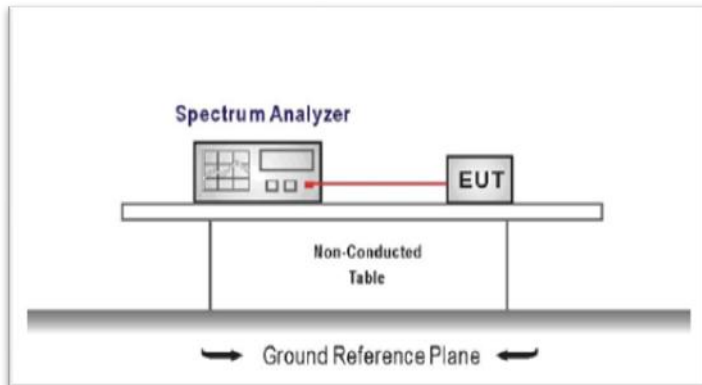 Spectrum Analyzer
EUT
Non-Conducted
Table
Ground Reference Plane